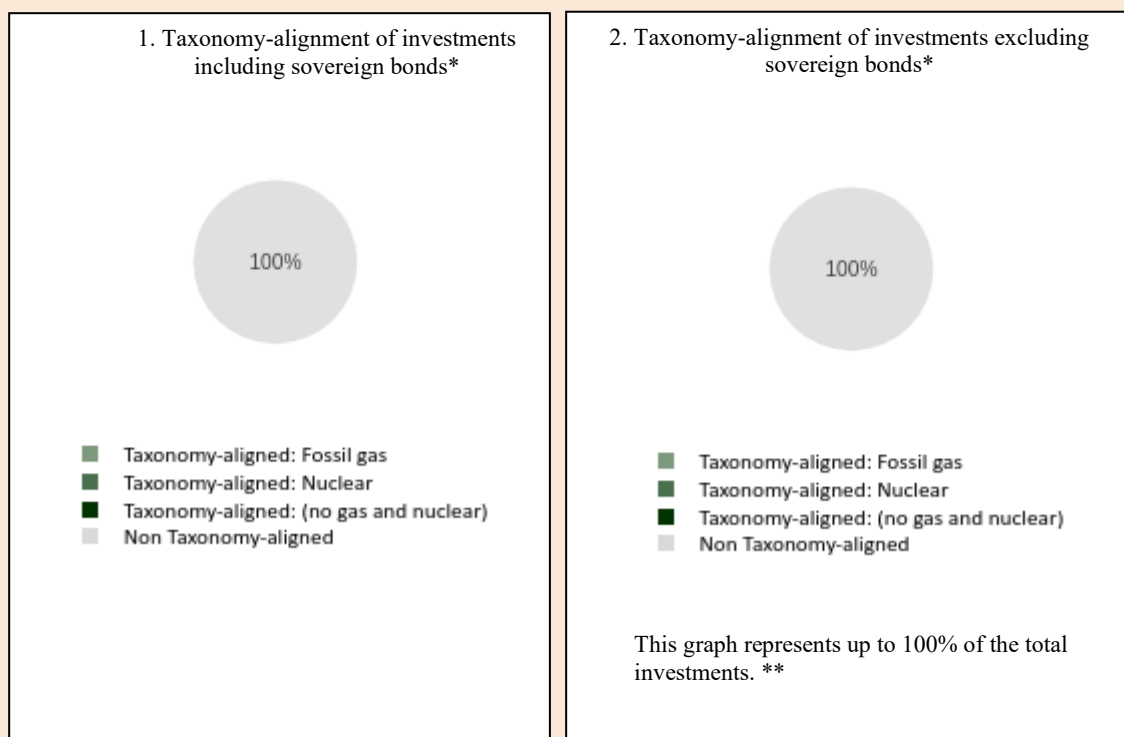 1. Taxonomy-alignment of investments
including sovereign bonds*
100%
Taxonomy-aligned: Fossil gas
Taxonomy-aligned: Nuclear
Taxonomy-aligned: (no gas and nuclear)
Non Taxonomy-aligned
2. Taxonomy-alignment of investments excluding
sovereign bonds*
100%
Taxonomy-aligned: Fossil gas
Taxonomy-aligned: Nuclear
Taxonomy-aligned: (no gas and nuclear)
Non Taxonomy-aligned
This graph represents up to 100% of the total
investments. **